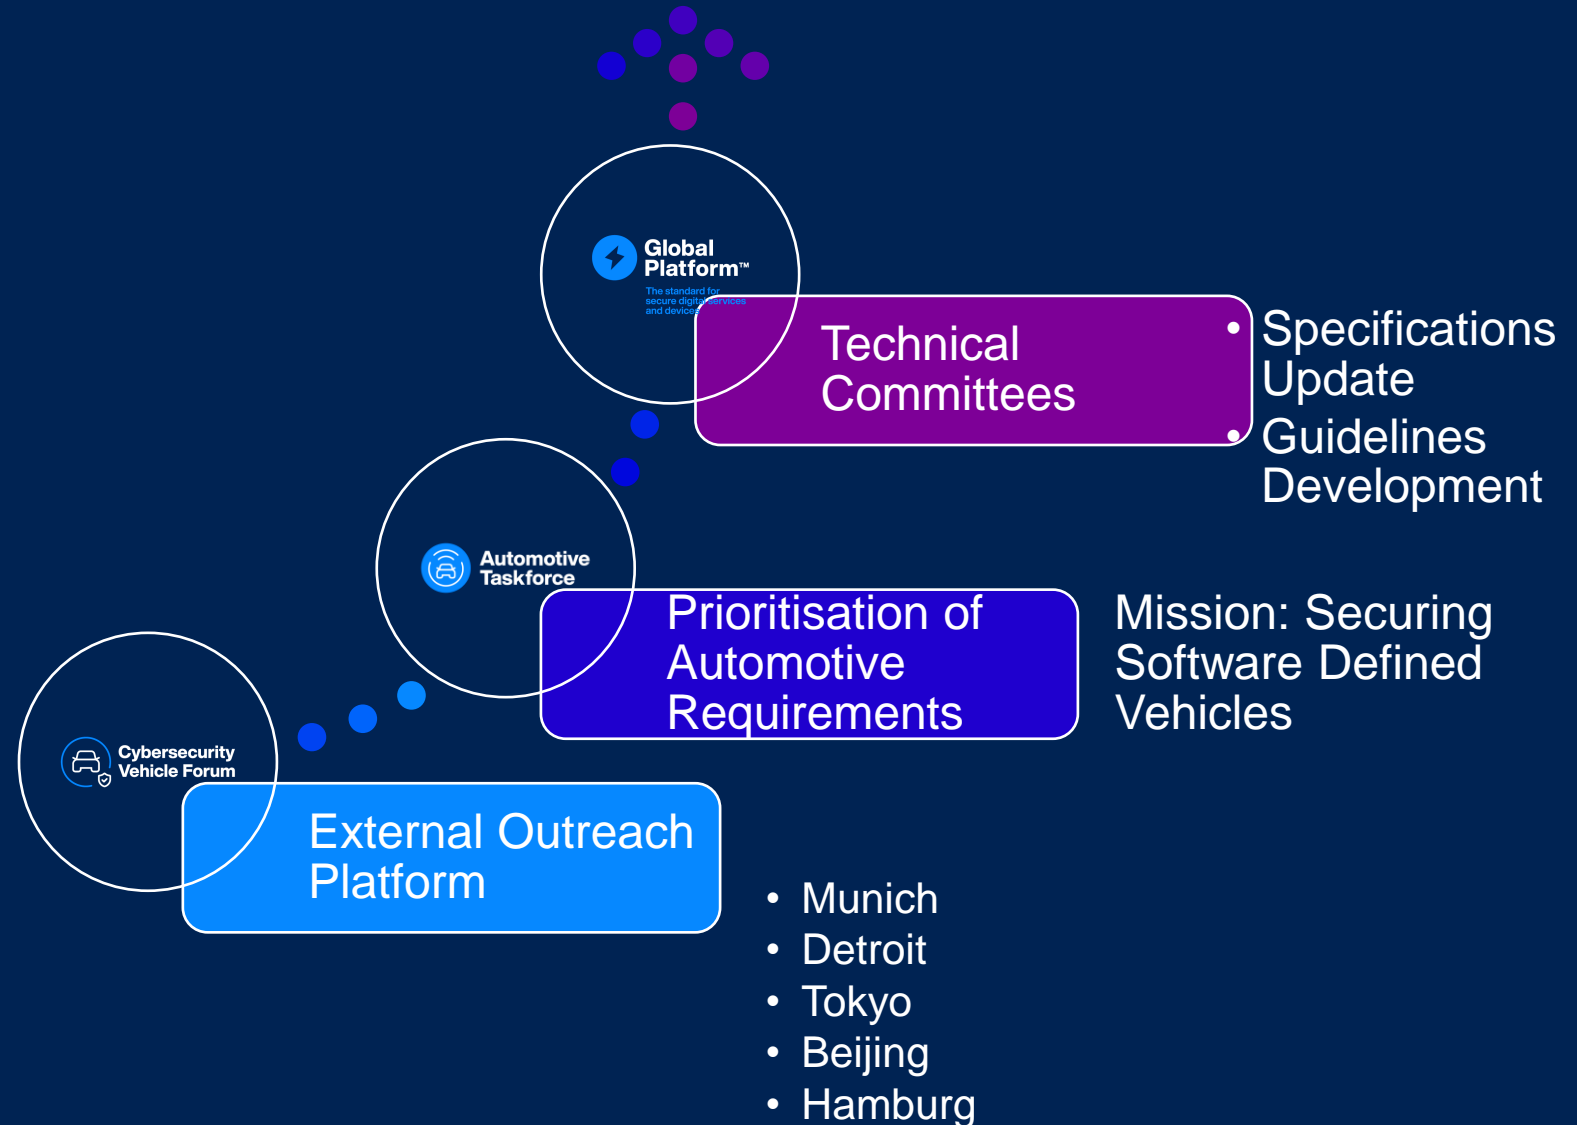 Global
Platform™
The standard for
secure digital services
and devices
Technical
Committees
• Specifications
Update
• Guidelines
Development
Automotive
Taskforce
Prioritisation of
Automotive
Requirements
Mission: Securing
Software Defined
Vehicles
Cybersecurity
Vehicle Forum
External Outreach
Platform
• Munich
• Detroit
• Tokyo
• Beijing
• Hamburg